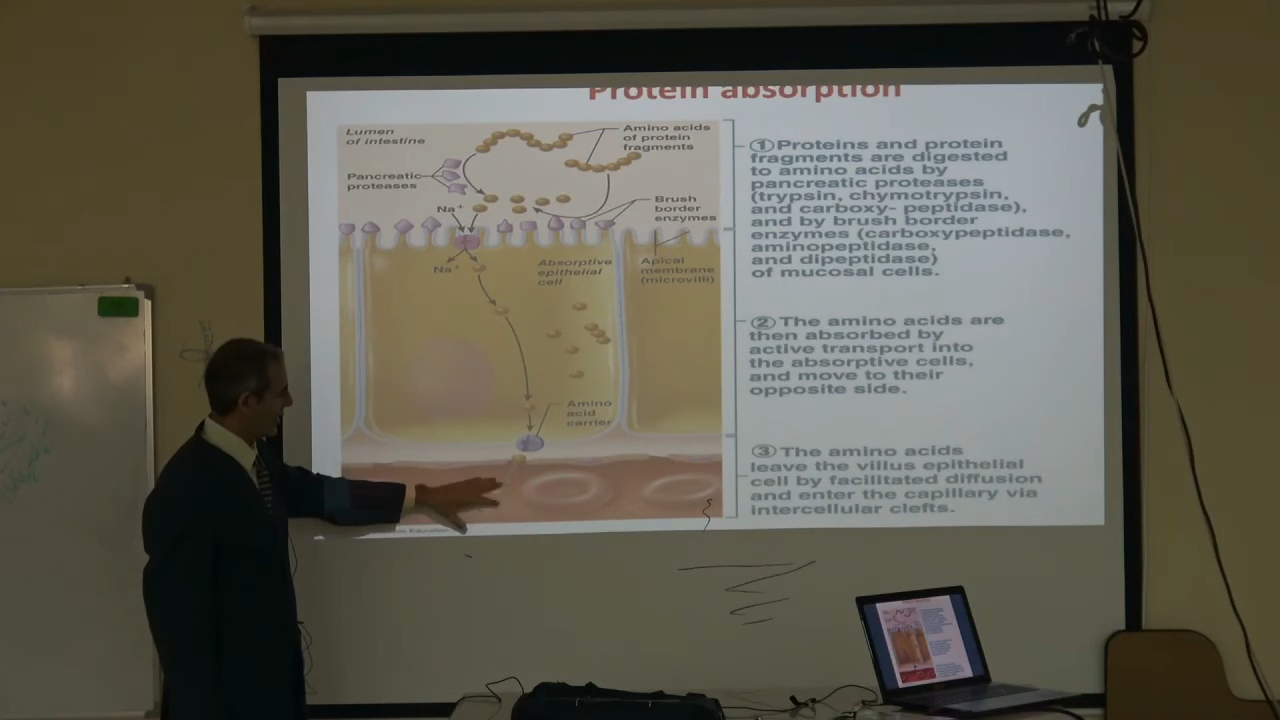 Protein absorption
Lumen
of intestine
Amino acids
of protein
fragments
Pancreatic
proteases
Na+
Brush
border
enzymes
Na+
Absorptive
epithelial
cell
Apical
membrane
(microvilli)
Amino
acid
carrier
① Proteins and protein
fragments are digested
to amino acids by
pancreatic proteases
(trypsin, chymotrypsin,
and carboxy- peptidase),
and by brush border
enzymes (carboxypeptidase,
aminopeptidase,
and dipeptidase)
of mucosal cells.
② The amino acids are
then absorbed by
active transport into
the absorptive cells,
and move to their
opposite side.
③ The amino acids
leave the villus epithelial
cell by facilitated diffusion
and enter the capillary via
intercellular clefts.